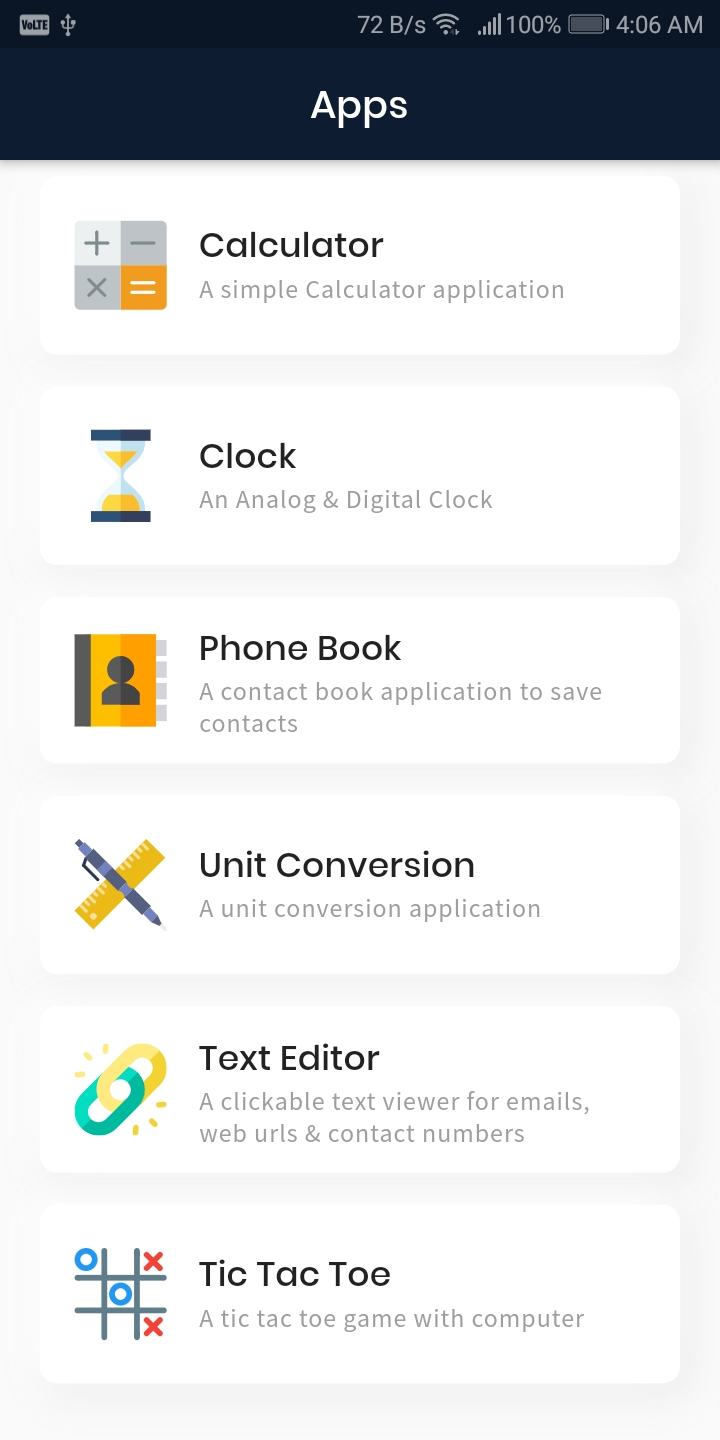 VoLTE 72 B/s 100% 4:06 AM
Apps
Calculator
A simple Calculator application
Clock
An Analog & Digital Clock
Phone Book
A contact book application to save
contacts
Unit Conversion
A unit conversion application
Text Editor
A clickable text viewer for emails,
web urls & contact numbers
Tic Tac Toe
A tic tac toe game with computer